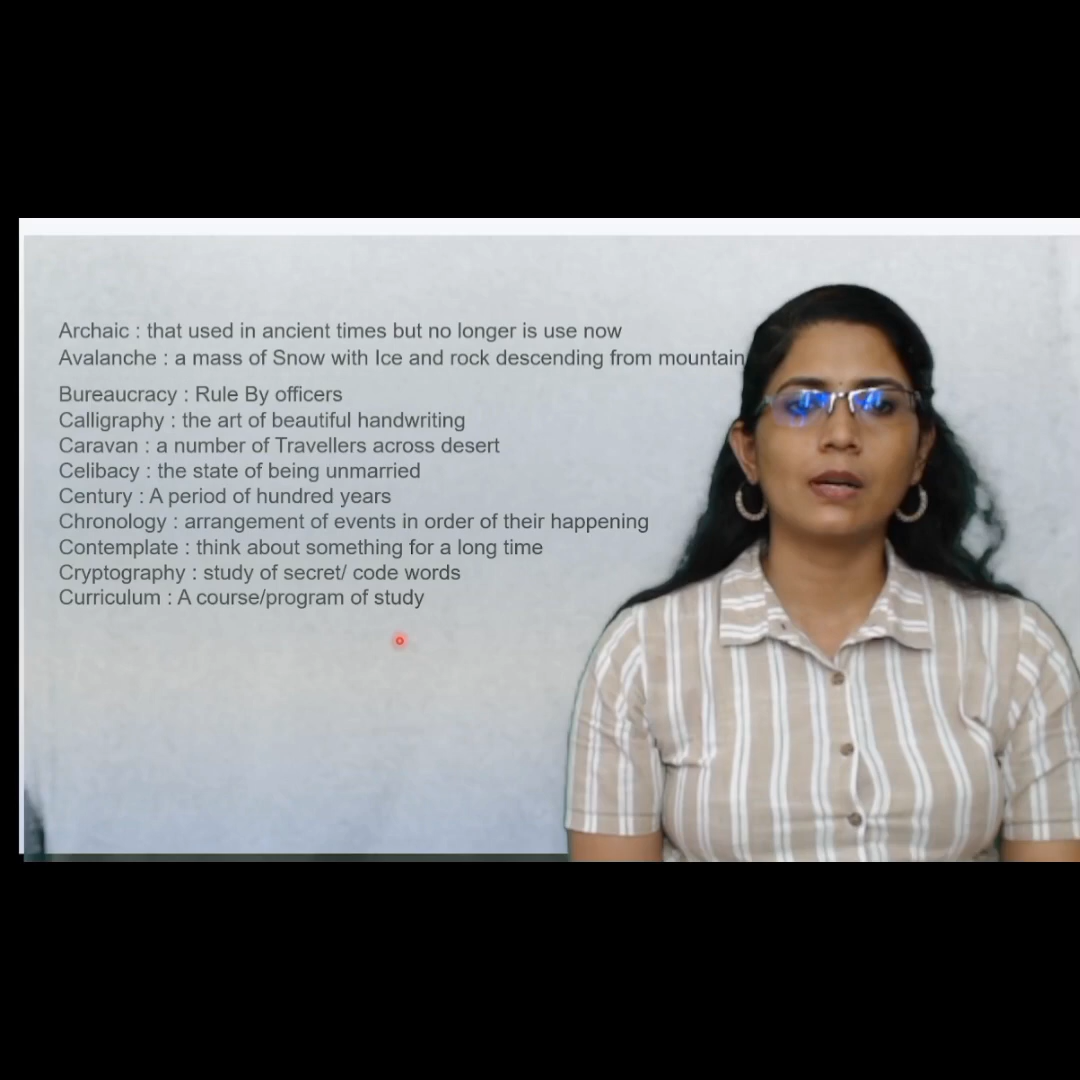 Archaic : that used in ancient times but no longer is use now
Avalanche : a mass of Snow with Ice and rock descending from mountain
Bureaucracy : Rule By officers
Calligraphy : the art of beautiful handwriting
Caravan : a number of Travellers across desert
Celibacy : the state of being unmarried
Century : A period of hundred years
Chronology : arrangement of events in order of their happening
Contemplate : think about something for a long time
Cryptography : study of secret/ code words
Curriculum : A course/program of study